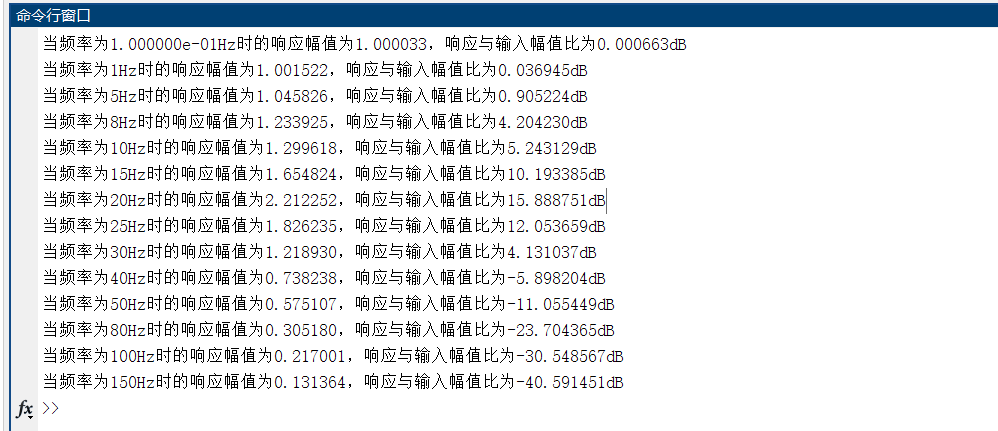 命令行窗口
当频率为1.000000e-01Hz时的响应幅值为1.000033，响应与输入幅值比为0.000663dB
当频率为1Hz时的响应幅值为1.001522，响应与输入幅值比为0.036945dB
当频率为5Hz时的响应幅值为1.045826，响应与输入幅值比为0.905224dB
当频率为8Hz时的响应幅值为1.233925，响应与输入幅值比为4.204230dB
当频率为10Hz时的响应幅值为1.299618，响应与输入幅值比为5.243129dB
当频率为15Hz时的响应幅值为1.654824，响应与输入幅值比为10.193385dB
当频率为20Hz时的响应幅值为2.212252，响应与输入幅值比为15.888751dB
当频率为25Hz时的响应幅值为1.826235，响应与输入幅值比为12.053659dB
当频率为30Hz时的响应幅值为1.218930，响应与输入幅值比为4.131037dB
当频率为40Hz时的响应幅值为0.738238，响应与输入幅值比为-5.898204dB
当频率为50Hz时的响应幅值为0.575107，响应与输入幅值比为-11.055449dB
当频率为80Hz时的响应幅值为0.305180，响应与输入幅值比为-23.704365dB
当频率为100Hz时的响应幅值为0.217001，响应与输入幅值比为-30.548567dB
当频率为150Hz时的响应幅值为0.131364，响应与输入幅值比为-40.591451dB
fx >>